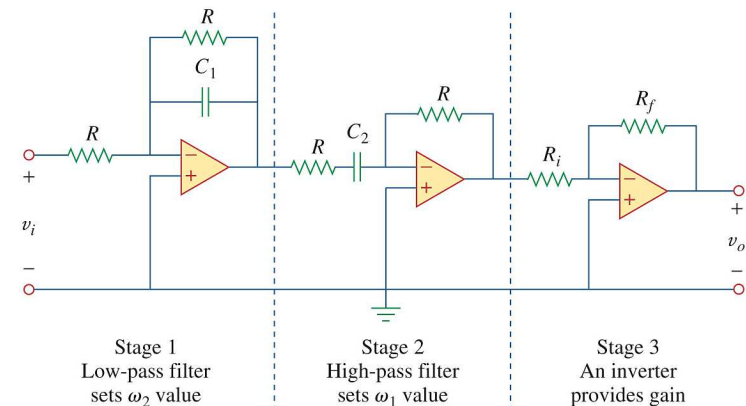 R
C₁
R
−
+
R
C₂
R
−
+
Rᵢ
R_f
−
+
+
vᵢ
−
+
vₒ
−
Stage 1
Low-pass filter
sets ω₂ value
Stage 2
High-pass filter
sets ω₁ value
Stage 3
An inverter
provides gain